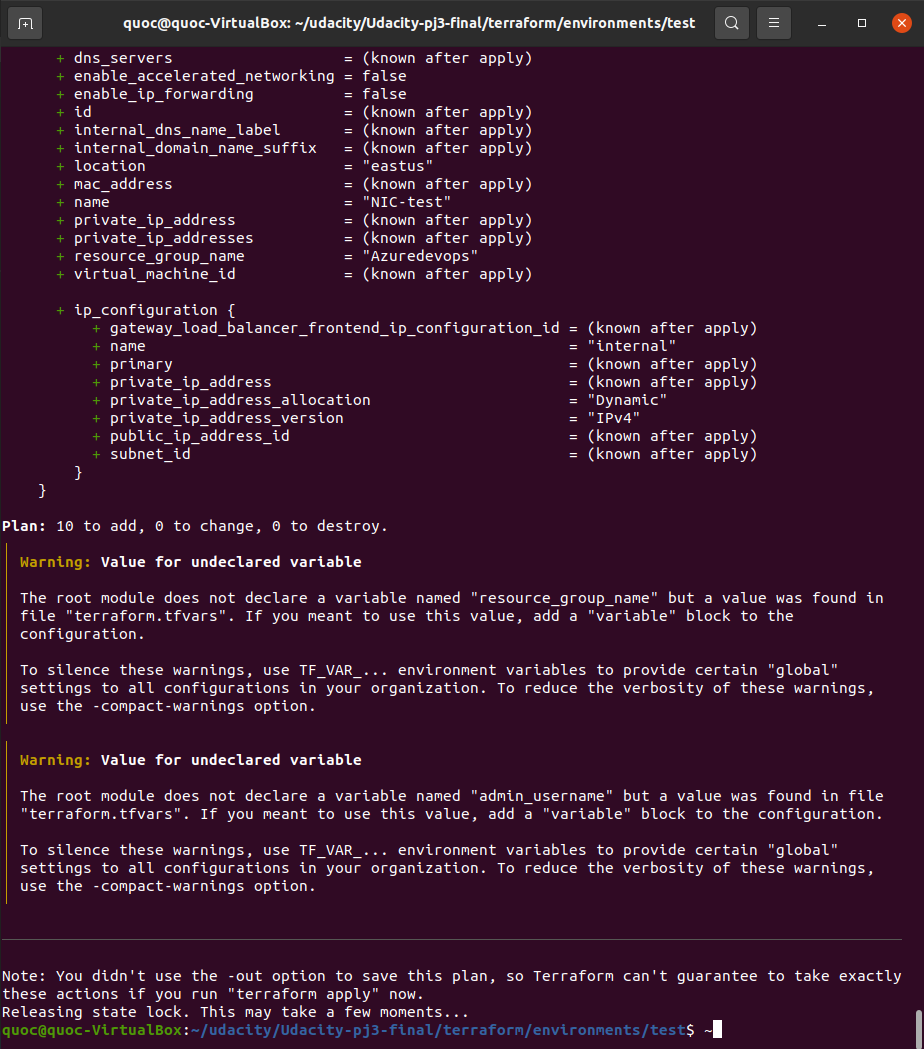 quoc@quoc-VirtualBox: ~/udacity/Udacity-pj3-final/terraform/environments/test
+ dns_servers = (known after apply)
+ enable_accelerated_networking = false
+ enable_ip_forwarding = false
+ id = (known after apply)
+ internal_dns_name_label = (known after apply)
+ internal_domain_name_suffix = (known after apply)
+ location = "eastus"
+ mac_address = (known after apply)
+ name = "NIC-test"
+ private_ip_address = (known after apply)
+ private_ip_addresses = (known after apply)
+ resource_group_name = "Azuredevops"
+ virtual_machine_id = (known after apply)
+ ip_configuration {
+ gateway_load_balancer_frontend_ip_configuration_id = (known after apply)
+ name = "internal"
+ primary = (known after apply)
+ private_ip_address = (known after apply)
+ private_ip_address_allocation = "Dynamic"
+ private_ip_address_version = "IPv4"
+ public_ip_address_id = (known after apply)
+ subnet_id = (known after apply)
}
}
Plan: 10 to add, 0 to change, 0 to destroy.
Warning: Value for undeclared variable
The root module does not declare a variable named "resource_group_name" but a value was found in
file "terraform.tfvars". If you meant to use this value, add a "variable" block to the
configuration.
To silence these warnings, use TF_VAR_... environment variables to provide certain "global"
settings to all configurations in your organization. To reduce the verbosity of these warnings,
use the -compact-warnings option.
Warning: Value for undeclared variable
The root module does not declare a variable named "admin_username" but a value was found in file
"terraform.tfvars". If you meant to use this value, add a "variable" block to the configuration.
To silence these warnings, use TF_VAR_... environment variables to provide certain "global"
settings to all configurations in your organization. To reduce the verbosity of these warnings,
use the -compact-warnings option.
Note: You didn't use the -out option to save this plan, so Terraform can't guarantee to take exactly
these actions if you run "terraform apply" now.
Releasing state lock. This may take a few moments...
quoc@quoc-VirtualBox:~/udacity/Udacity-pj3-final/terraform/environments/test$ ~